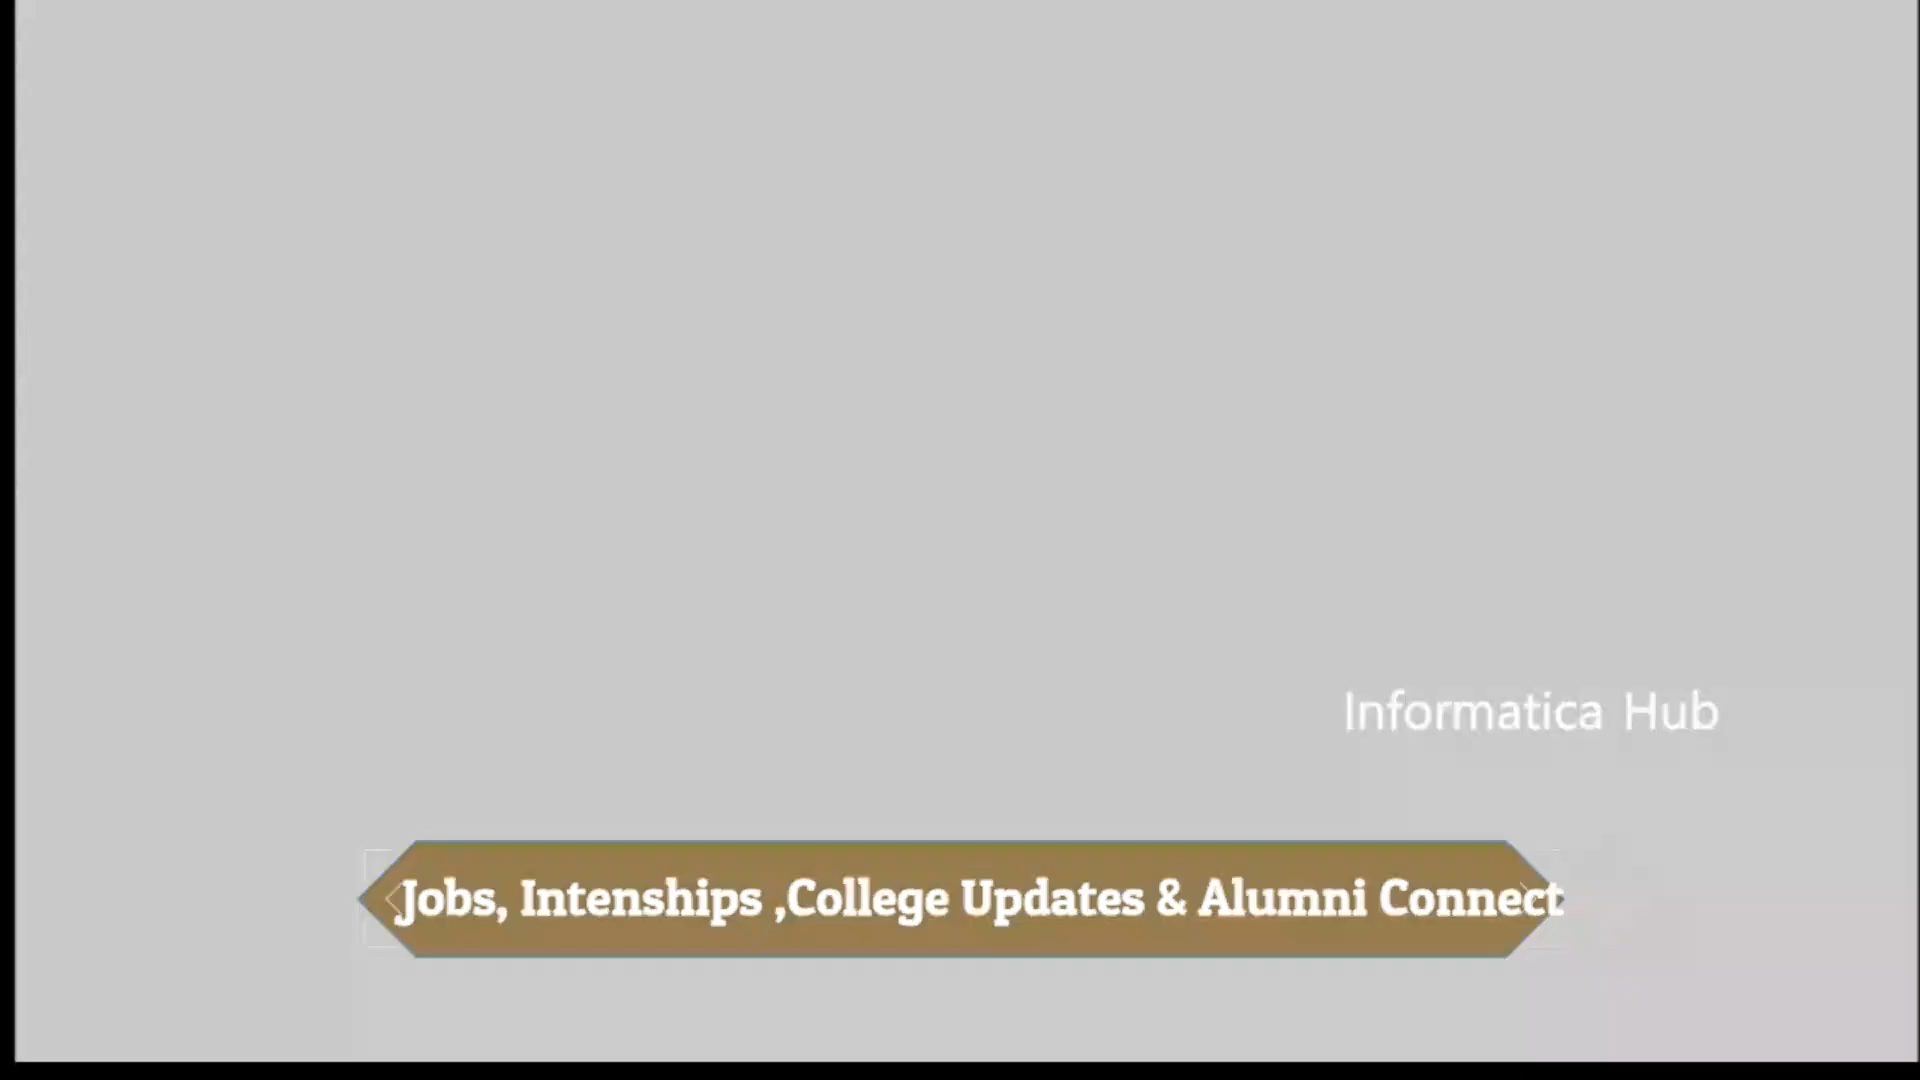 Informatica Hub
Jobs, Intenships ,College Updates & Alumni Connect